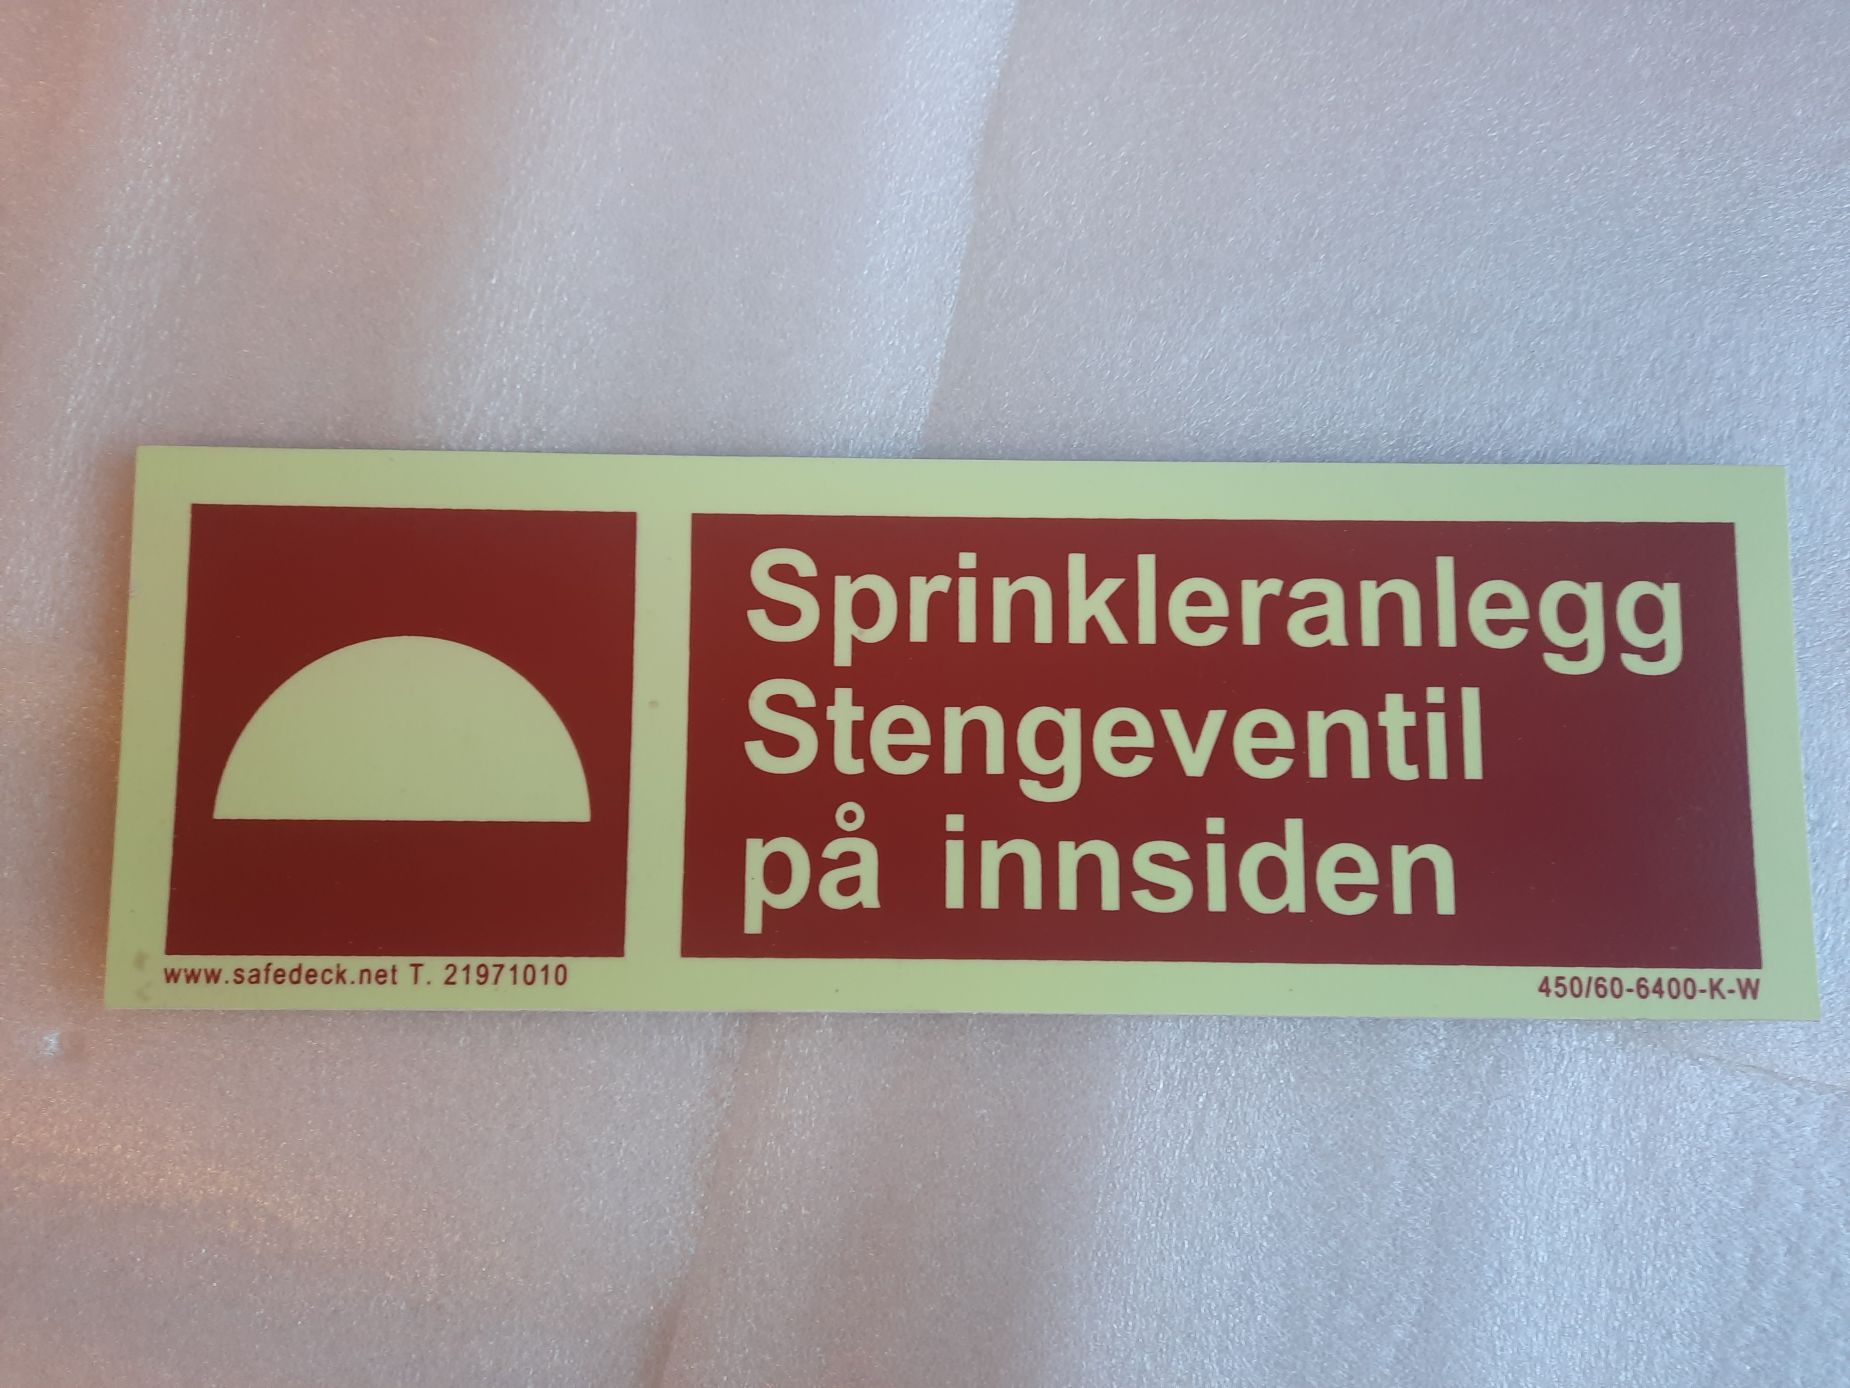 Sprinkleranlegg
Stengeventil
på innsiden
www.safedeck.net T. 21971010
450/60-6400-K-W